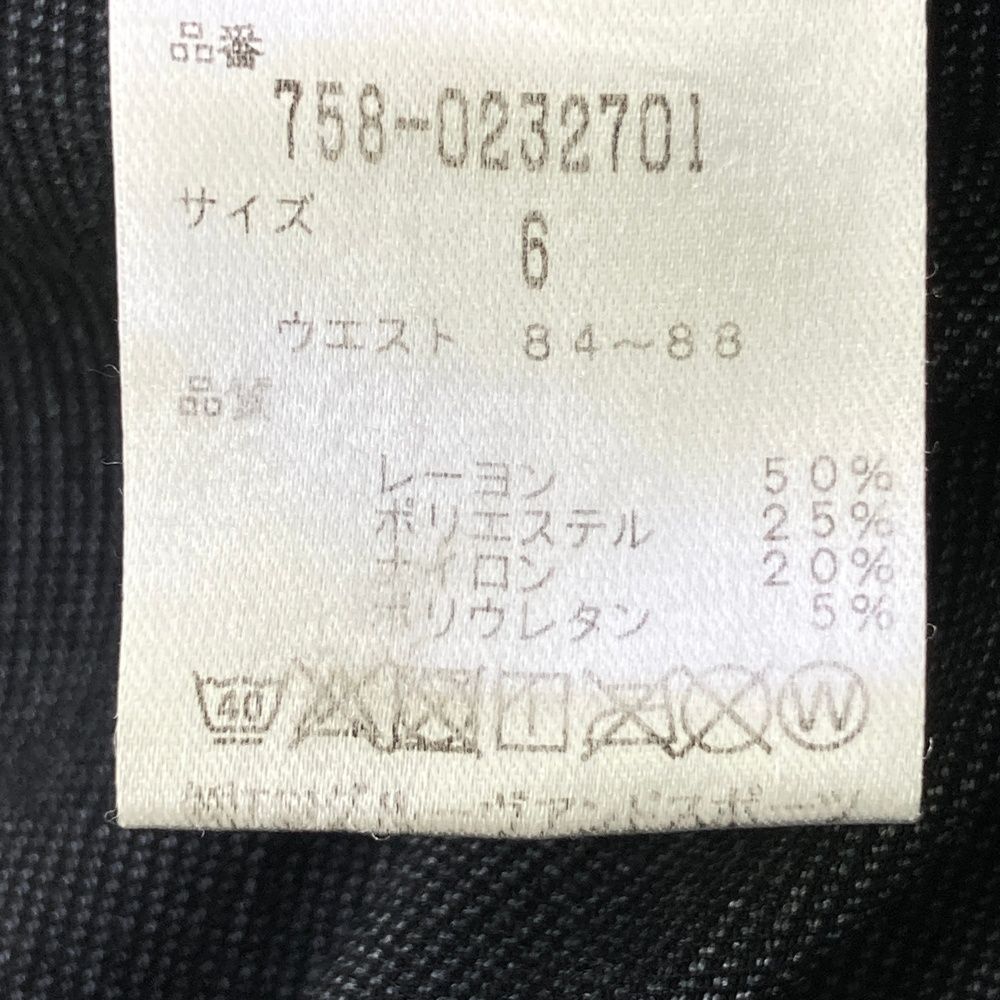 品番
758-0232701
サイズ
6
ウエスト 84～88
品質
レーヨン 50%
ポリエステル 25%
ナイロン 20%
ポリウレタン 5%
40 W